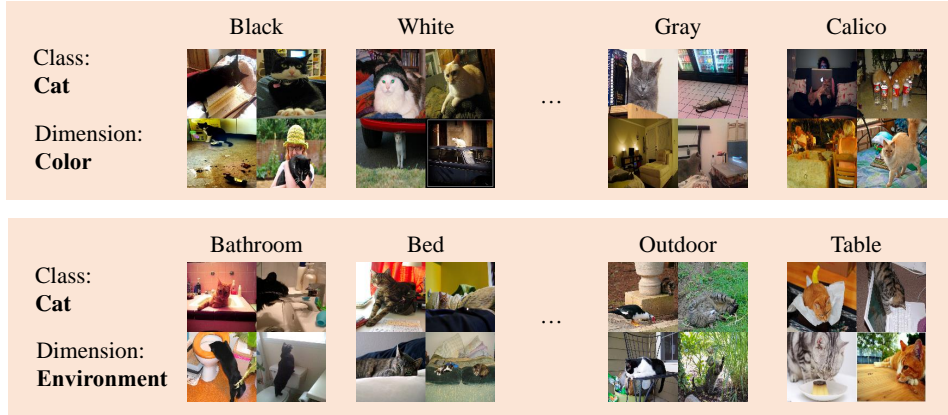 Black White Gray Calico
Class:
Cat
...
Dimension:
Color
Bathroom Bed Outdoor Table
Class:
Cat
...
Dimension:
Environment